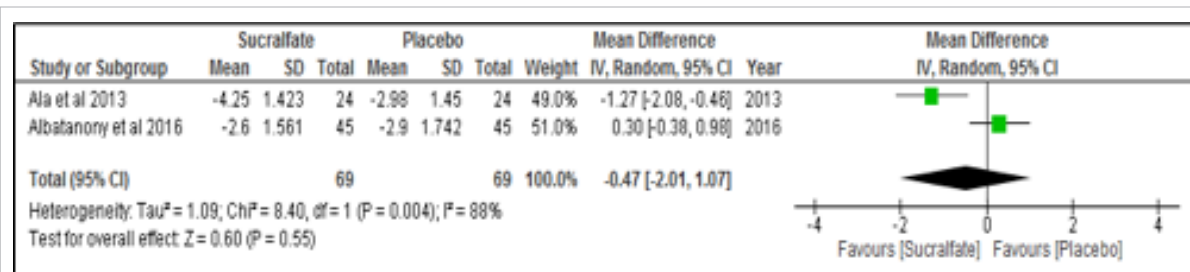 Sucralfate Placebo Mean Difference Mean Difference
Study or Subgroup Mean SD Total Mean SD Total Weight IV, Random, 95% CI Year IV, Random, 95% CI
Ala et al 2013 -4.25 1.423 24 -2.98 1.45 24 49.0% -1.27 [-2.08, -0.46] 2013
Albatanony et al 2016 -2.6 1.561 45 -2.9 1.742 45 51.0% 0.30 [-0.38, 0.98] 2016
Total (95% CI) 69 69 100.0% -0.47 [-2.01, 1.07]
Heterogeneity: Tau² = 1.09; Chi² = 8.40, df = 1 (P = 0.004); I² = 88%
Test for overall effect: Z = 0.60 (P = 0.55)
-4 -2 0 2 4
Favours [Sucralfate] Favours [Placebo]